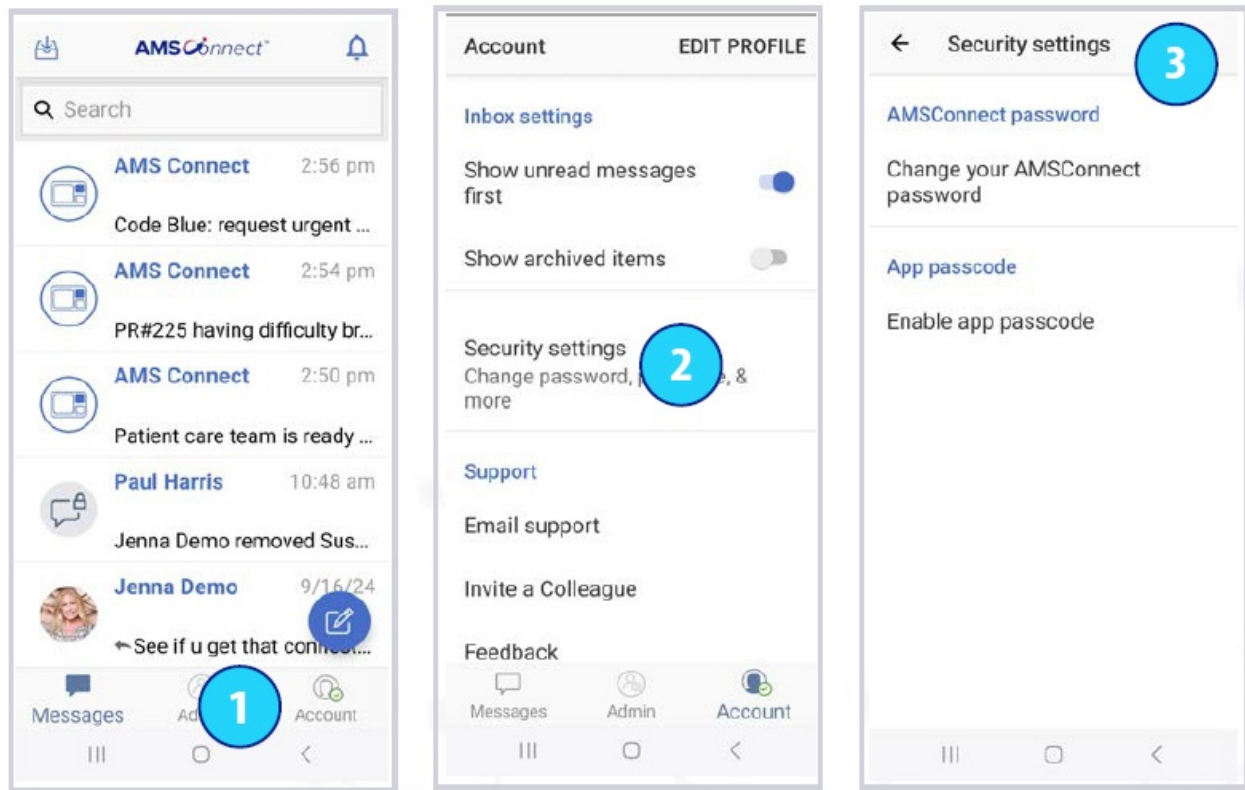 AMSConnect™
Search
AMS Connect 2:56 pm
Code Blue: request urgent ...
AMS Connect 2:54 pm
PR#225 having difficulty br...
AMS Connect 2:50 pm
Patient care team is ready ...
Paul Harris 10:48 am
Jenna Demo removed Sus...
Jenna Demo 9/16/24
See if u get that
1
Messages Account
Account EDIT PROFILE
Inbox settings
Show unread messages
first
Show archived items
Security settings
2
Change password, &
more
Support
Email support
Invite a Colleague
Feedback
Messages Admin Account
Security settings
3
AMSConnect password
Change your AMSConnect
password
App passcode
Enable app passcode